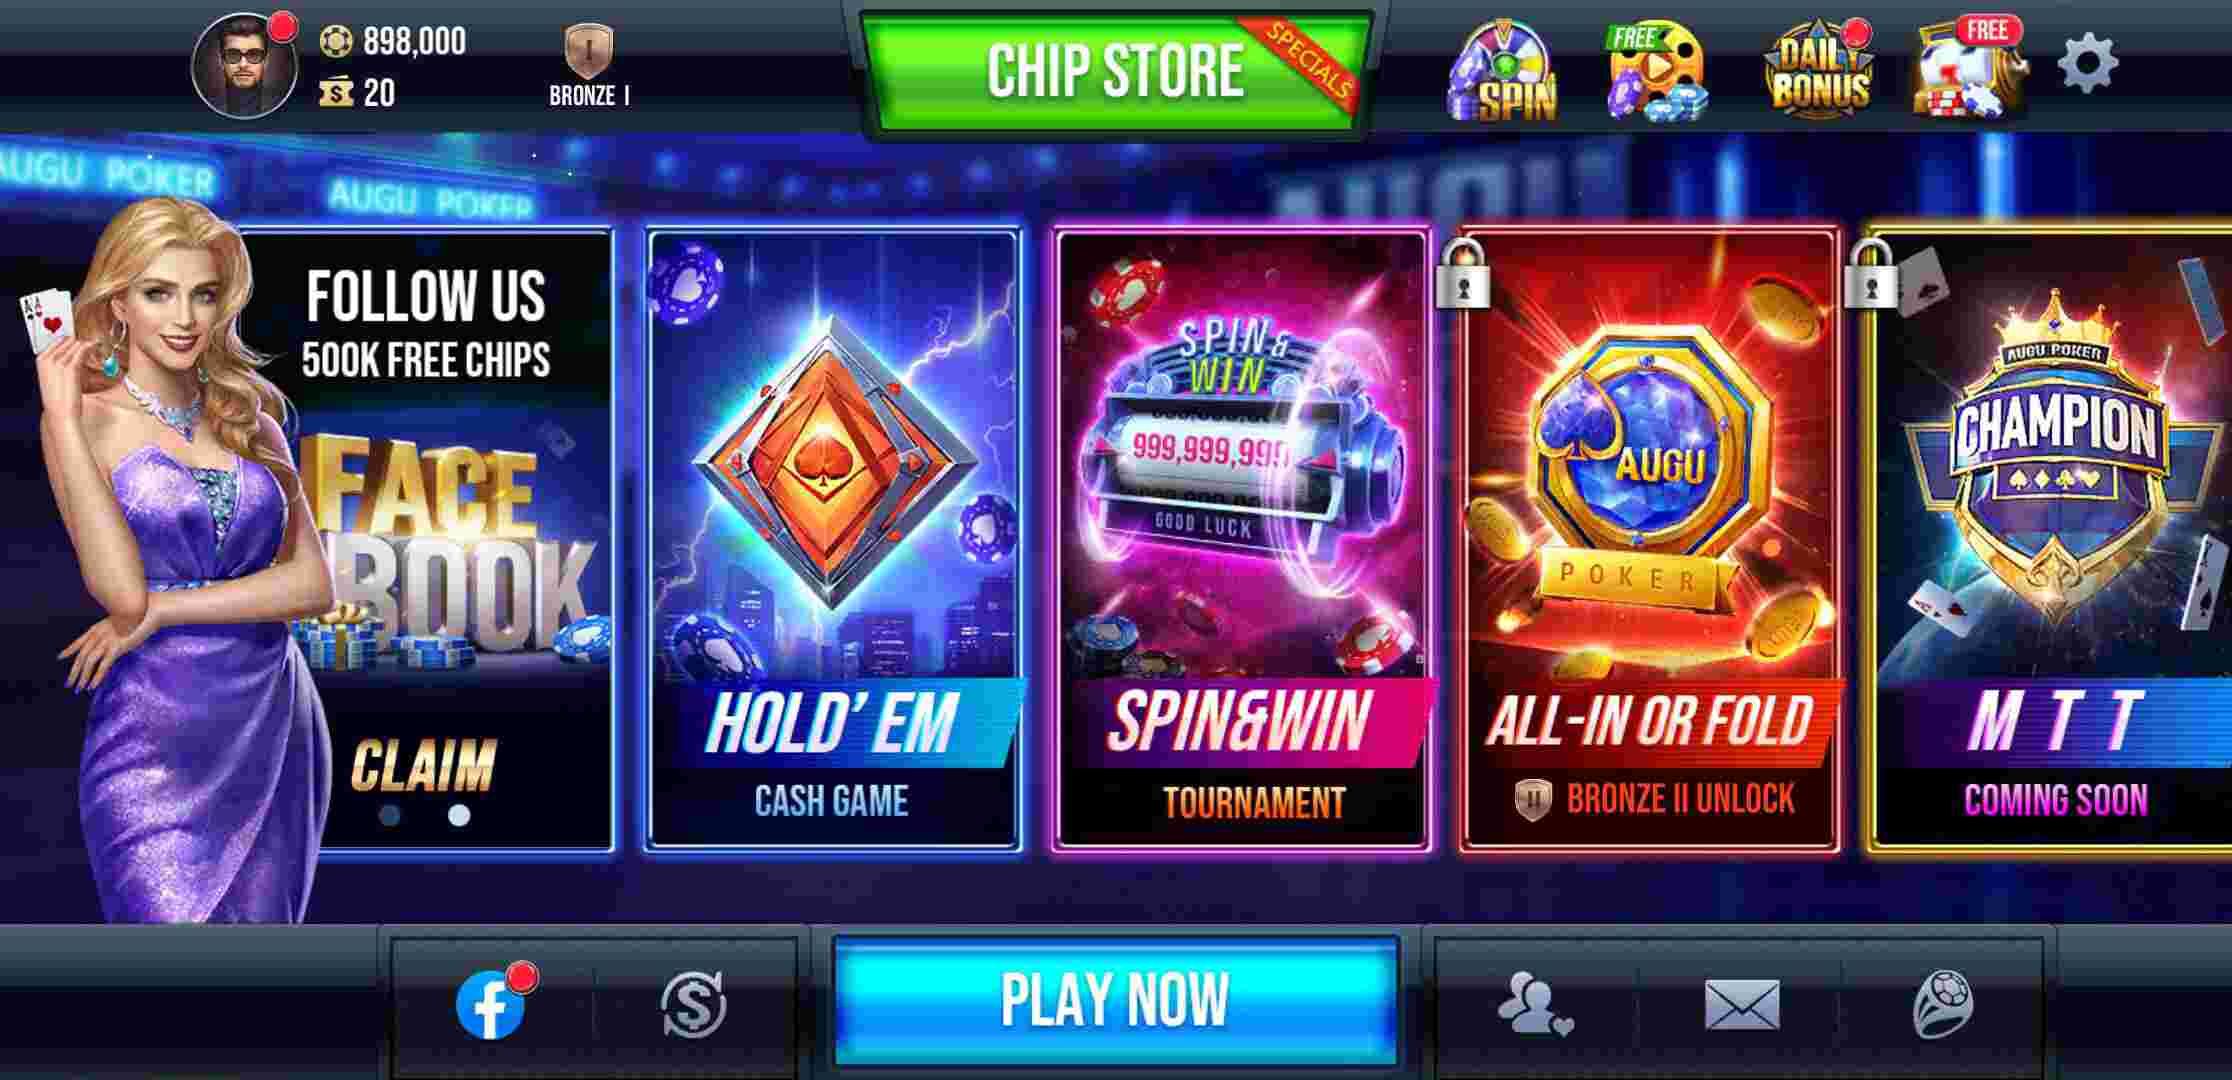 898,000
20
BRONZE I
CHIP STORE
SPECIALS
SPIN
FREE
DAILY
BONUS
FREE
AUGU POKER
AUGU POKER
AUGU
FOLLOW US
500K FREE CHIPS
FACE
BOOK
CLAIM
HOLD' EM
CASH GAME
SPIN&
WIN
999,999,999
GOOD LUCK
SPIN&WIN
TOURNAMENT
AUGU
POKER
ALL-IN OR FOLD
II BRONZE II UNLOCK
AUGU POKER
CHAMPION
M T T
COMING SOON
PLAY NOW